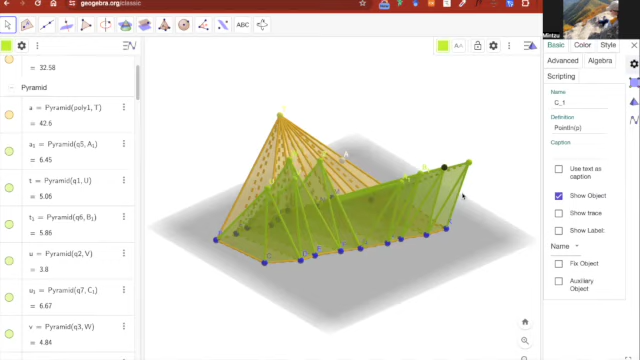 geogebra.org/classic
ABC
Mintzu
32.58
AA
Pyramid
a = Pyramid(poly1, T)
= 42.6
a₁ = Pyramid(q5, A₁)
= 6.45
t = Pyramid(q1, U)
= 5.06
t₁ = Pyramid(q6, B₁)
= 5.86
u = Pyramid(q2, V)
= 3.8
u₁ = Pyramid(q7, C₁)
= 6.67
v = Pyramid(q3, W)
= 4.84
Basic Color Style
Advanced Algebra
Scripting
Name
C_1
Definition
PointIn(p)
Caption
Use text as caption
Show Object
Show trace
Show Label:
Name
Fix Object
Auxiliary Object